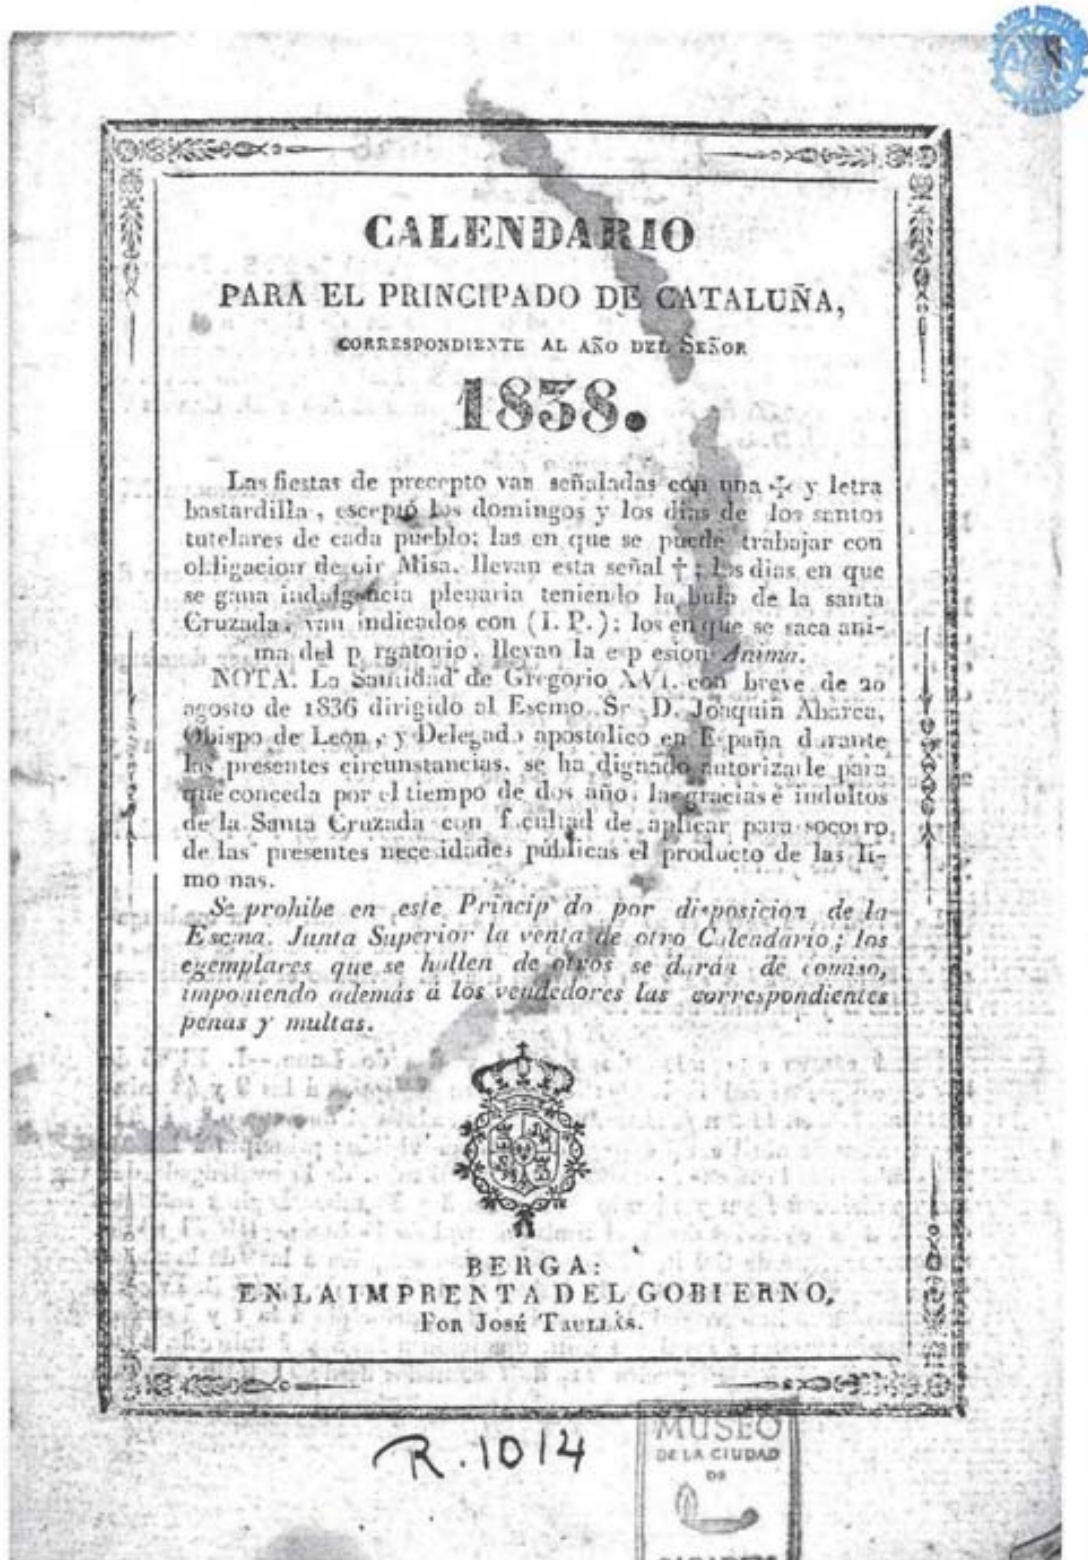 CALENDARIO
PARA EL PRINCIPADO DE CATALUÑA,
CORRESPONDIENTE AL AÑO DEL SEÑOR
1838.
Las fiestas de precepto van señaladas con una ✠ y letra
bastardilla, escepto los domingos y los dias de los santos
tutelares de cada pueblo; las en que se puede trabajar con
obligacion de oir Misa, llevan esta señal †; los dias en que
se gana indulgencia plenaria teniendo la bula de la santa
Cruzada, van indicados con (I. P.); los en que se saca ani-
ma del p rgatorio, llevan la e p esion Anima.
NOTA. La Santidad de Gregorio XVI. con breve de 20
agosto de 1836 dirigido al Escmo. Sr. D. Joaquin Abarca,
Obispo de Leon, y Delegado apostolico en España durante
las presentes circunstancias, se ha dignado autorizarle para
que conceda por el tiempo de dos año, las gracias é indultos
de la Santa Cruzada con facultad de aplicar para socorro
de las presentes necesidades públicas el producto de las li-
mo nas.
Se prohibe en este Princip do por disposicion de la
Escma. Junta Superior la venta de otro Calendario; los
egemplares que se hallen de otros se darán de comiso,
imponiendo además á los vendedores las correspondientes
penas y multas.
BERGA:
EN LA IMPRENTA DEL GOBIERNO,
POR JOSÉ TRULLÁS.
R.1014
MUSEO
DE LA CIUDAD
DE